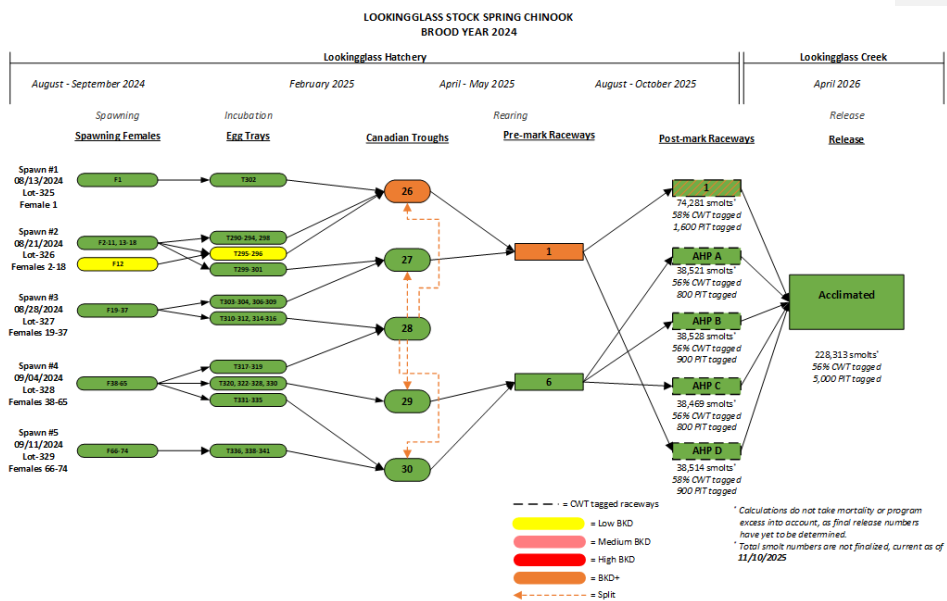 LOOKINGGLASS STOCK SPRING CHINOOK
BROOD YEAR 2024
Lookingglass Hatchery
Lookingglass Creek
August - September 2024
February 2025
April - May 2025
August - October 2025
April 2026
Spawning
Incubation
Rearing
Release
Spawning Females
Egg Trays
Canadian Troughs
Pre-mark Raceways
Post-mark Raceways
Release
Spawn #1
08/13/2024
Lot-325
Female 1
F1
T302
26
1
74,281 smolts*
58% CWT tagged
1,600 PIT tagged
Spawn #2
08/21/2024
Lot-326
Females 2-18
F2-11, 13-18
F12
T290-294, 298
T295-296
T299-301
27
1
AHP A
38,521 smolts*
56% CWT tagged
800 PIT tagged
Spawn #3
08/28/2024
Lot-327
Females 19-37
F19-37
T303-304, 306-309
T310-312, 314-316
28
AHP B
38,528 smolts*
56% CWT tagged
900 PIT tagged
Acclimated
228,313 smolts*
56% CWT tagged
5,000 PIT tagged
Spawn #4
09/04/2024
Lot-328
Females 38-65
F38-65
T317-319
T320, 322-328, 330
T331-335
29
6
AHP C
38,469 smolts*
56% CWT tagged
800 PIT tagged
Spawn #5
09/11/2024
Lot-329
Females 66-74
F66-74
T336, 338-341
30
AHP D
38,514 smolts*
58% CWT tagged
900 PIT tagged
= CWT tagged raceways
= Low BKD
= Medium BKD
= High BKD
= BKD+
= Split
* Calculations do not take mortality or program
excess into account, as final release numbers
have yet to be determined.
* Total smolt numbers are not finalized, current as of
11/10/2025